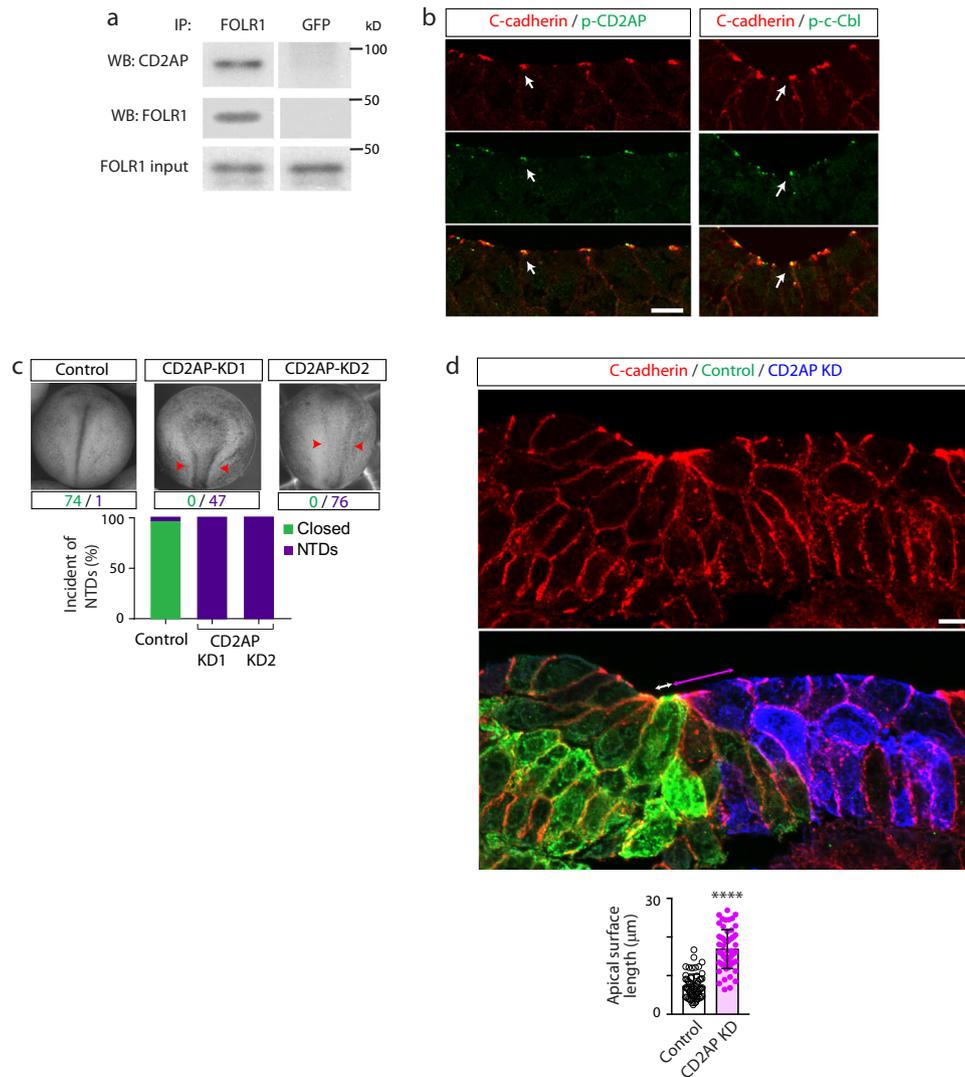 a
IP: FOLR1 GFP kD
WB: CD2AP
100
WB: FOLR1
50
FOLR1 input
50
b
C-cadherin / p-CD2AP
C-cadherin / p-c-Cbl
c
Control
CD2AP-KD1
CD2AP-KD2
74 / 1
0 / 47
0 / 76
Incident of
NTDs (%)
100
50
0
Closed
NTDs
Control
CD2AP
KD1
KD2
d
C-cadherin / Control / CD2AP KD
Apical surface
length (μm)
30
0
****
Control
CD2AP KD